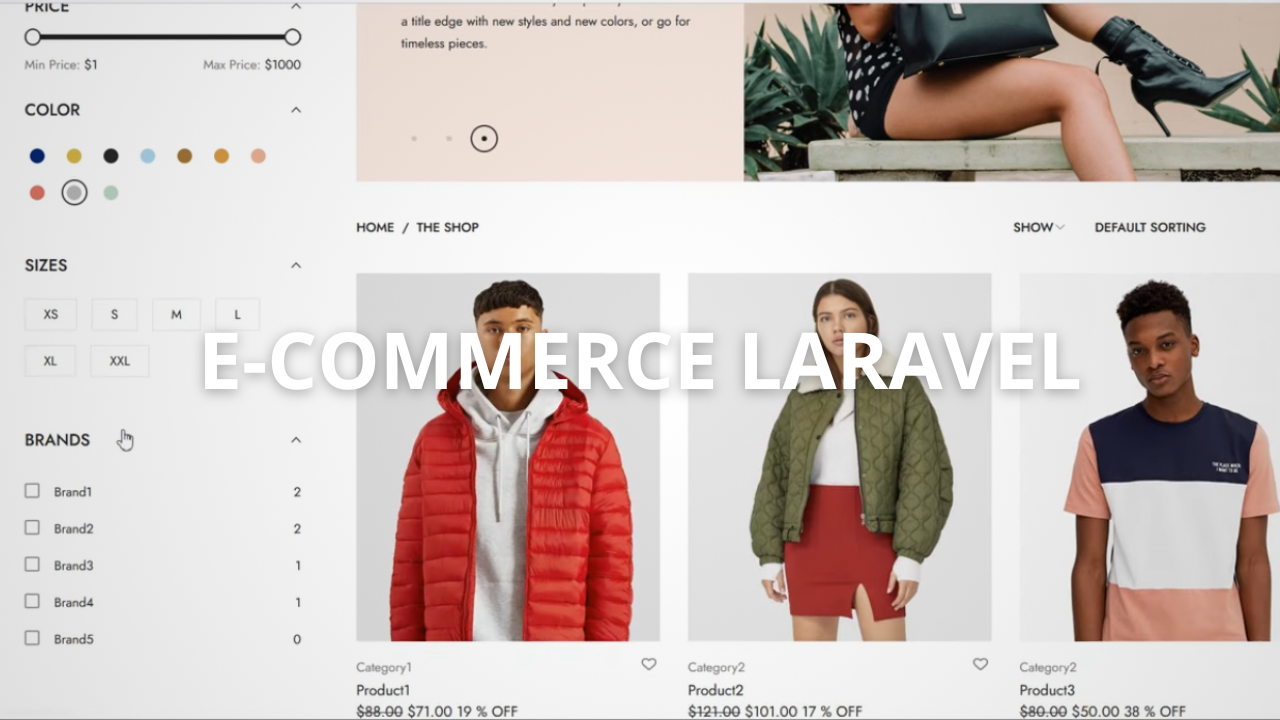 PRICE
Min Price: $1
Max Price: $1000
COLOR
SIZES
XS
S
M
L
XL
XXL
BRANDS
Brand1 2
Brand2 2
Brand3 1
Brand4 1
Brand5 0
a title edge with new styles and new colors, or go for
timeless pieces.
HOME / THE SHOP
SHOW
DEFAULT SORTING
E-COMMERCE LARAVEL
Category1
Product1
$88.00 $71.00 19 % OFF
Category2
Product2
$121.00 $101.00 17 % OFF
Category2
Product3
$80.00 $50.00 38 % OFF